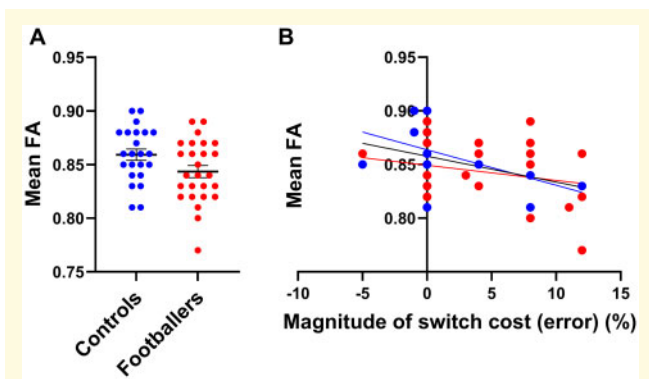 A
B
0.95
0.90
0.85
0.80
0.75
Mean FA
Controls
Footballers
0.95
0.90
0.85
0.80
Mean FA
-10
-5
0
5
10
15
Magnitude of switch cost (error) (%)